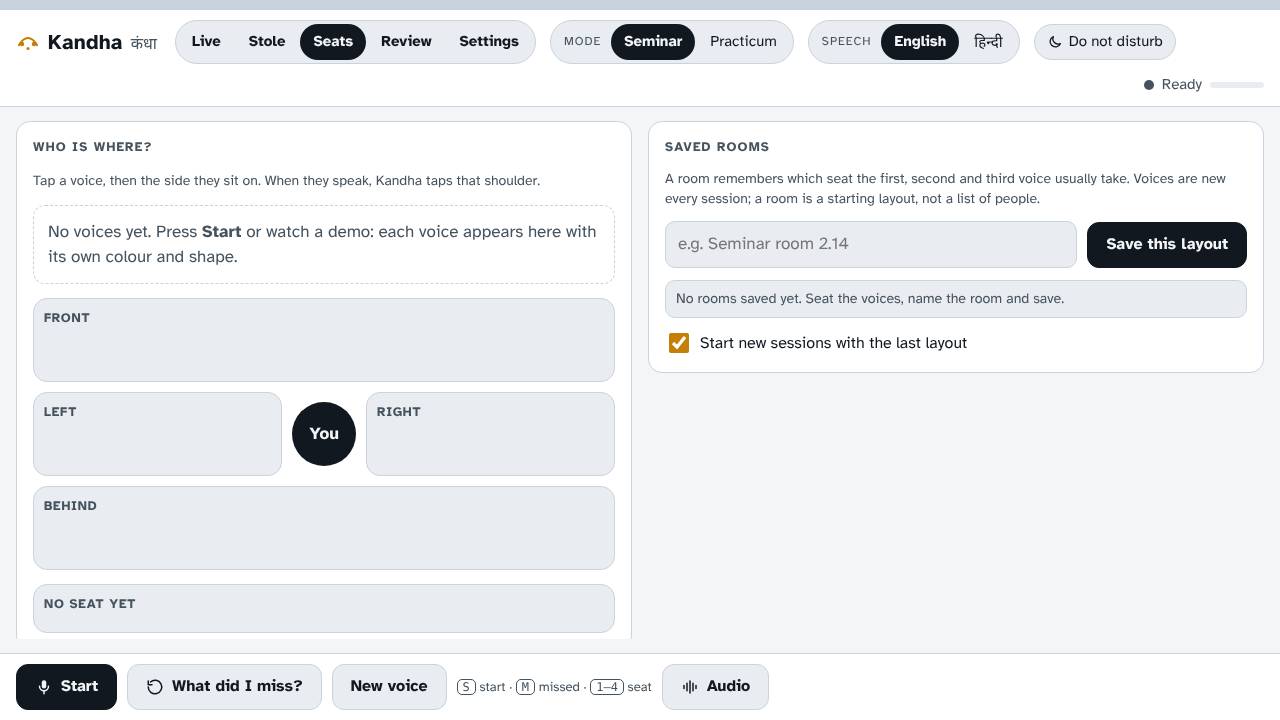 Kandha कंधा
Live Stole Seats Review Settings
MODE Seminar Practicum
SPEECH English हिन्दी
Do not disturb
Ready
WHO IS WHERE?
Tap a voice, then the side they sit on. When they speak, Kandha taps that shoulder.
No voices yet. Press Start or watch a demo: each voice appears here with
its own colour and shape.
FRONT
LEFT
You
RIGHT
BEHIND
NO SEAT YET
SAVED ROOMS
A room remembers which seat the first, second and third voice usually take. Voices are new
every session; a room is a starting layout, not a list of people.
e.g. Seminar room 2.14
Save this layout
No rooms saved yet. Seat the voices, name the room and save.
Start new sessions with the last layout
Start
What did I miss?
New voice
S start · M missed · 1–4 seat
Audio